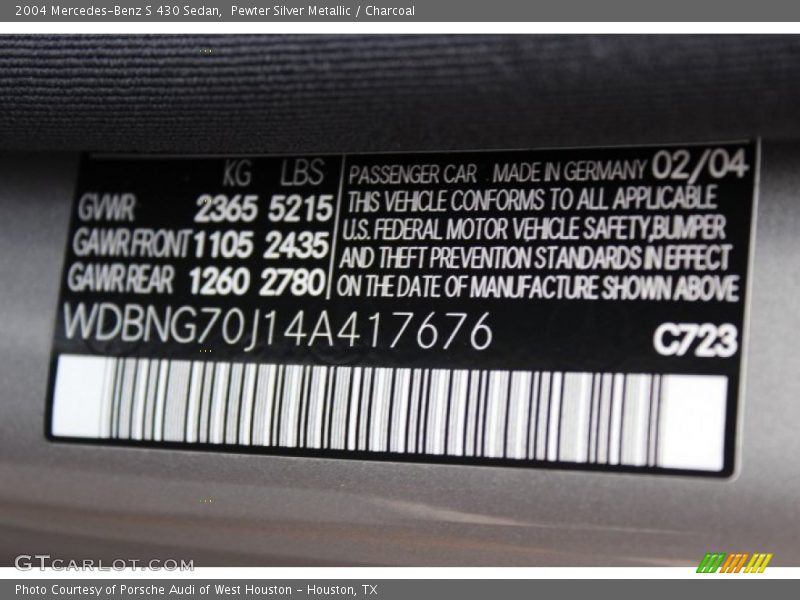 2004 Mercedes-Benz S 430 Sedan, Pewter Silver Metallic / Charcoal
KG LBS
GVWR 2365 5215
GAWR FRONT 1105 2435
GAWR REAR 1260 2780
PASSENGER CAR MADE IN GERMANY 02/04
THIS VEHICLE CONFORMS TO ALL APPLICABLE
U.S. FEDERAL MOTOR VEHICLE SAFETY, BUMPER
AND THEFT PREVENTION STANDARDS IN EFFECT
ON THE DATE OF MANUFACTURE SHOWN ABOVE
WDBNG70J14A417676
C723
GTCARLOT.COM
Photo Courtesy of Porsche Audi of West Houston - Houston, TX